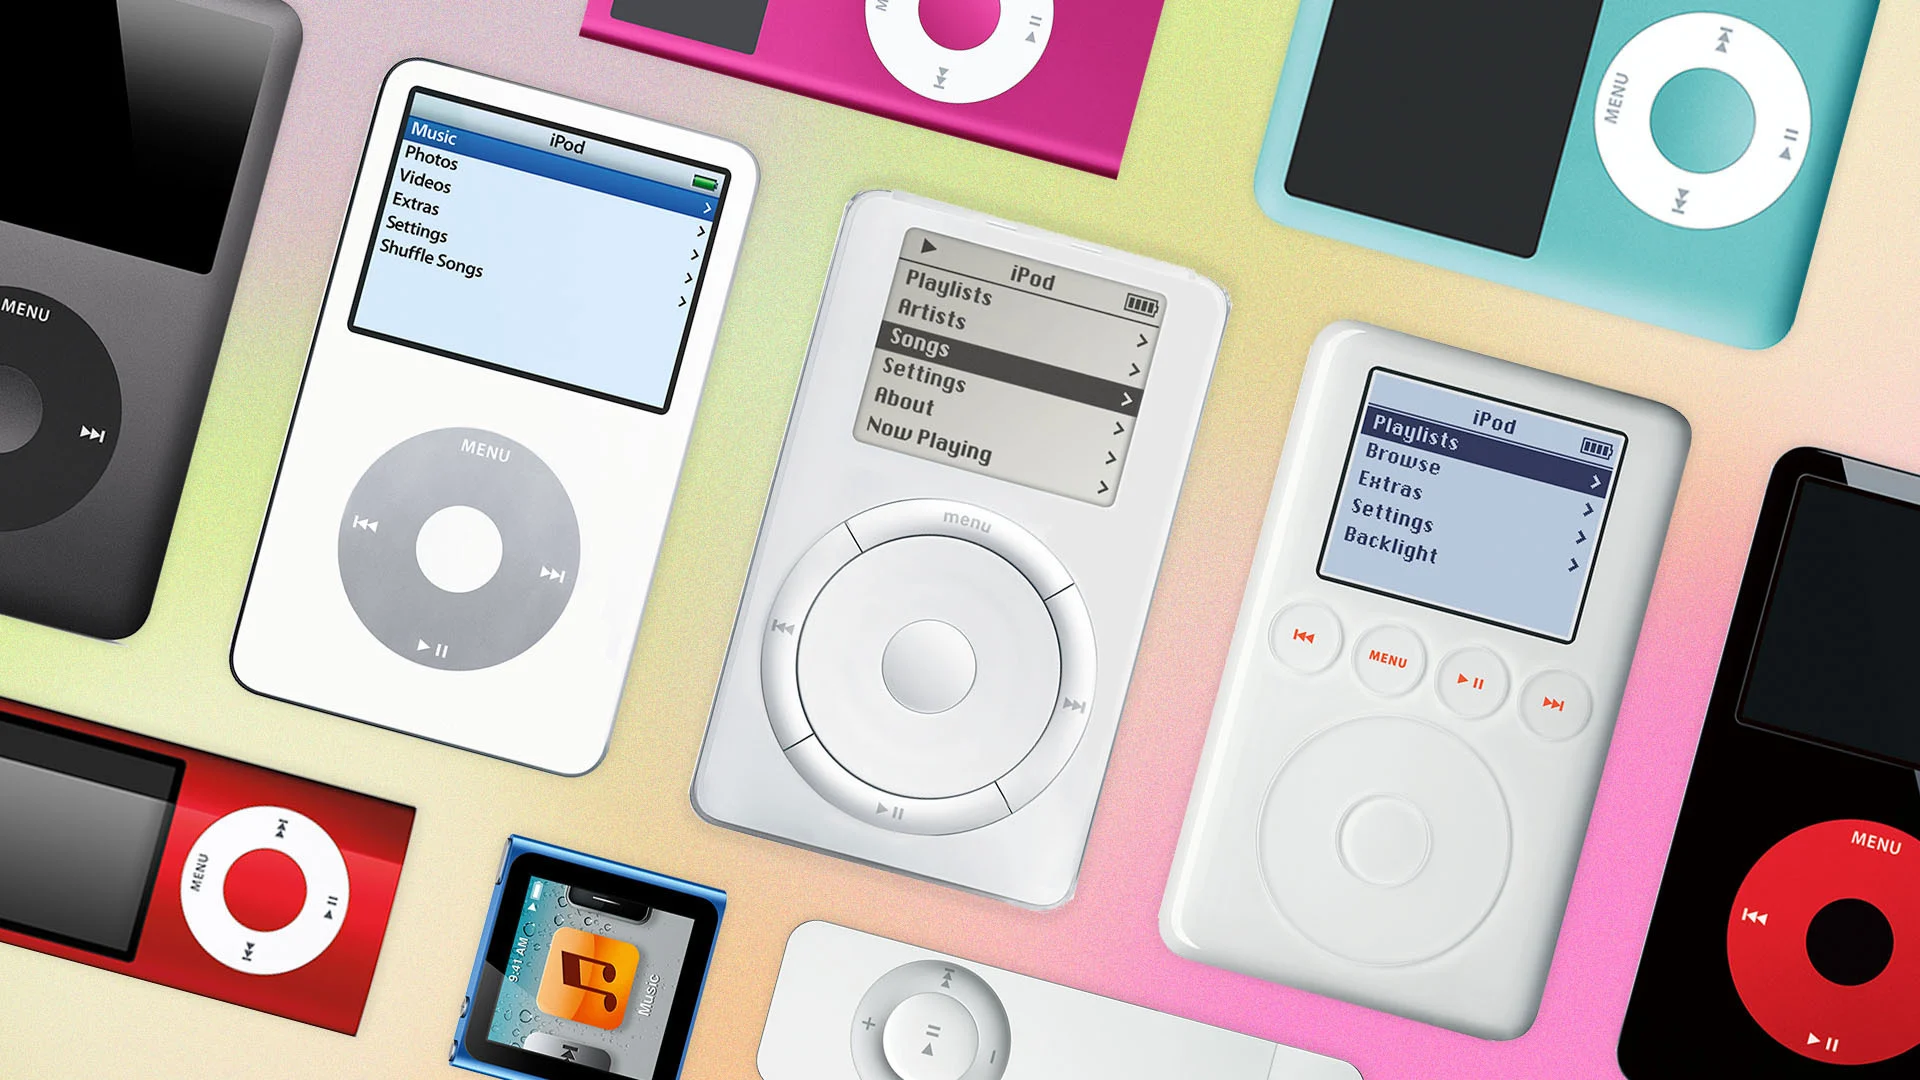 MENU
iPod
Music
Photos
Videos
Extras
Settings
Shuffle Songs
MENU
M
iPod
Playlists
Artists
Songs
Settings
About
Now Playing
menu
MENU
iPod
Playlists
Browse
Extras
Settings
Backlight
MENU
MENU
MENU
9:41 AM
Music